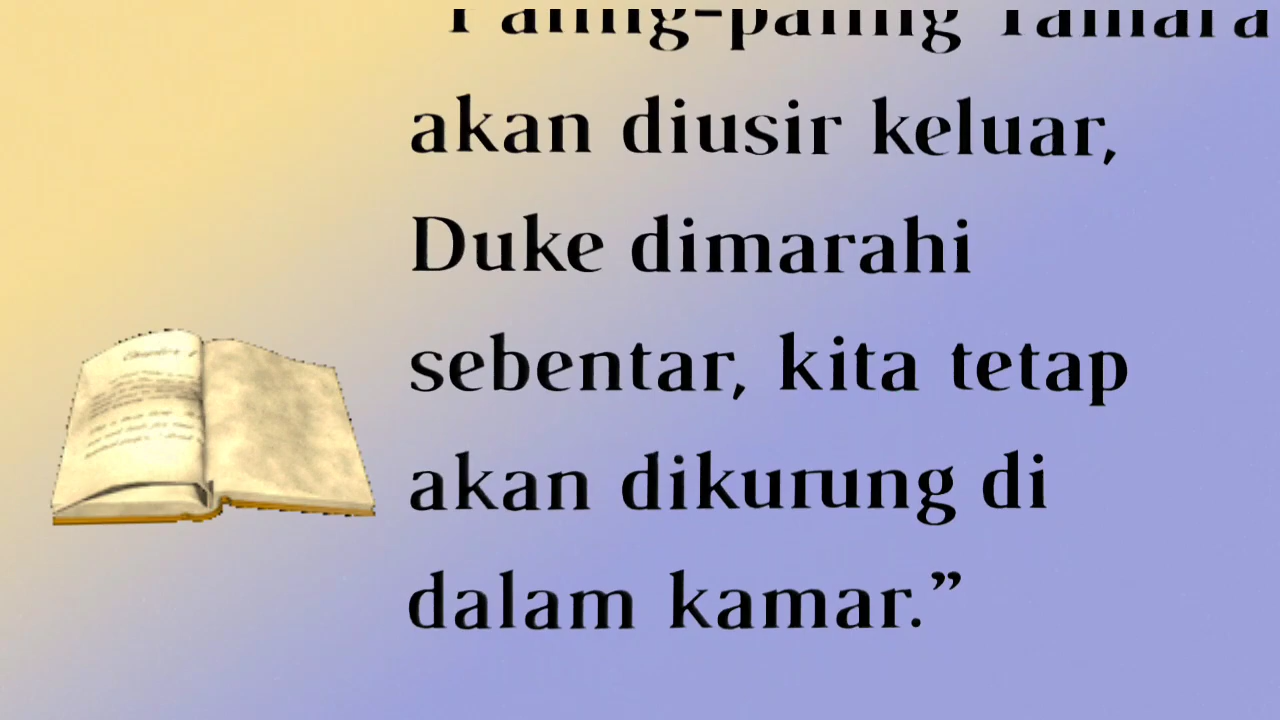 Paling-paling Tamara
akan diusir keluar,
Duke dimarahi
sebentar, kita tetap
akan dikurung di
dalam kamar.”